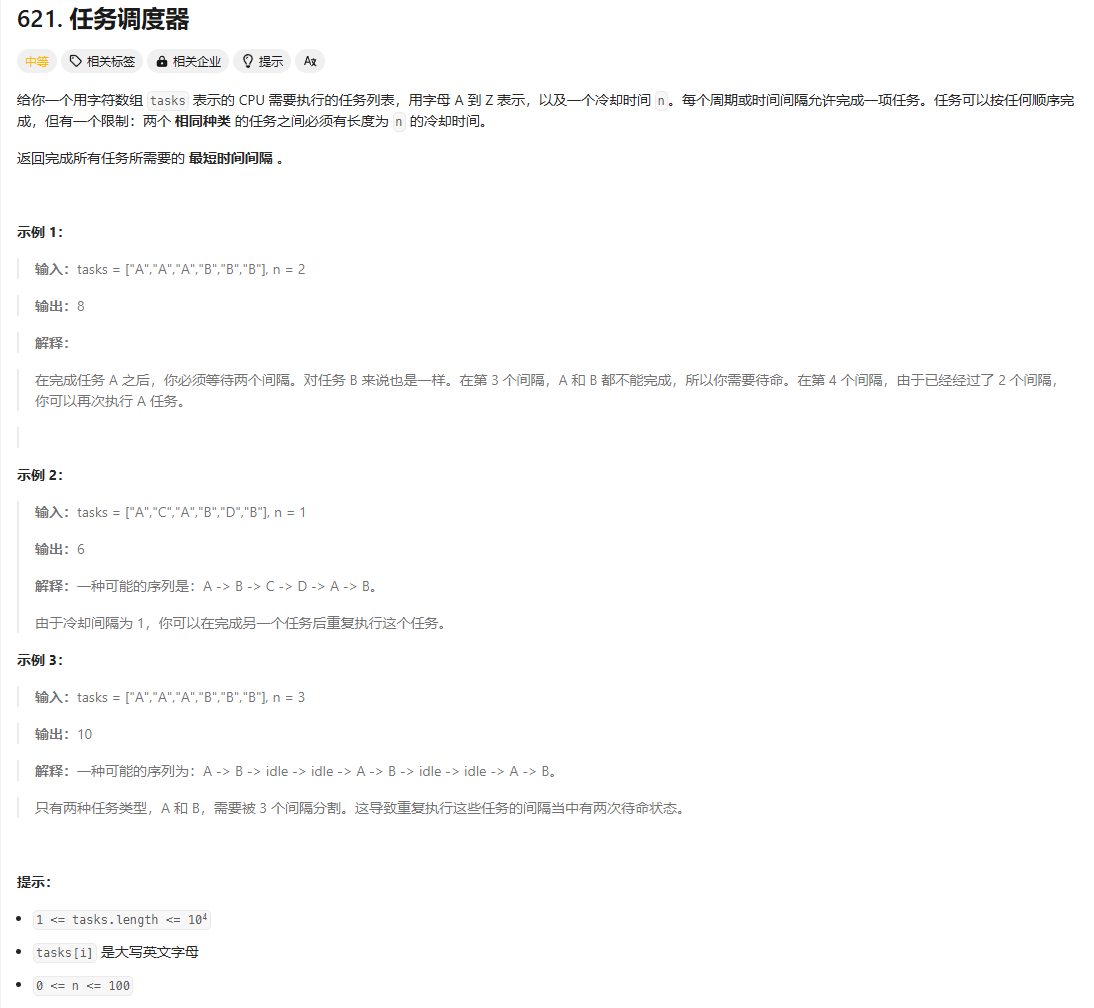 621. 任务调度器
中等 相关标签 相关企业 提示 Aあ
给你一个用字符数组 tasks 表示的 CPU 需要执行的任务列表，用字母 A 到 Z 表示，以及一个冷却时间 n。每个周期或时间间隔允许完成一项任务。任务可以按任何顺序完
成，但有一个限制：两个 相同种类 的任务之间必须有长度为 n 的冷却时间。
返回完成所有任务所需要的 最短时间间隔 。
示例 1：
输入：tasks = ["A","A","A","B","B","B"], n = 2
输出：8
解释：
在完成任务 A 之后，你必须等待两个间隔。对任务 B 来说也是一样。在第 3 个间隔，A 和 B 都不能完成，所以你需要待命。在第 4 个间隔，由于已经经过了 2 个间隔，
你可以再次执行 A 任务。
示例 2：
输入：tasks = ["A","C","A","B","D","B"], n = 1
输出：6
解释：一种可能的序列是：A -> B -> C -> D -> A -> B。
由于冷却间隔为 1，你可以在完成另一个任务后重复执行这个任务。
示例 3：
输入：tasks = ["A","A","A","B","B","B"], n = 3
输出：10
解释：一种可能的序列为：A -> B -> idle -> idle -> A -> B -> idle -> idle -> A -> B。
只有两种任务类型，A 和 B，需要被 3 个间隔分割。这导致重复执行这些任务的间隔当中有两次待命状态。
提示：
• 1 <= tasks.length <= 10⁴
• tasks[i] 是大写英文字母
• 0 <= n <= 100